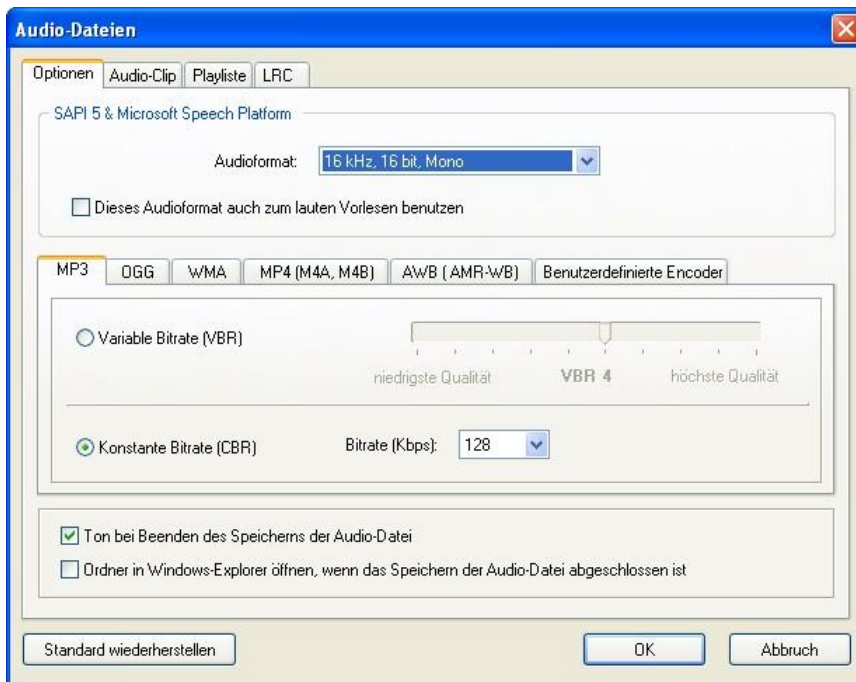 Audio-Dateien
Optionen Audio-Clip Playliste LRC
SAPI 5 & Microsoft Speech Platform
Audioformat: 16 kHz, 16 bit, Mono
Dieses Audioformat auch zum lauten Vorlesen benutzen
MP3 OGG WMA MP4 (M4A, M4B) AWB ( AMR-WB) Benutzerdefinierte Encoder
Variable Bitrate (VBR)
niedrigste Qualität VBR 4 höchste Qualität
Konstante Bitrate (CBR) Bitrate (Kbps): 128
Ton bei Beenden des Speicherns der Audio-Datei
Ordner in Windows-Explorer öffnen, wenn das Speichern der Audio-Datei abgeschlossen ist
Standard wiederherstellen OK Abbruch